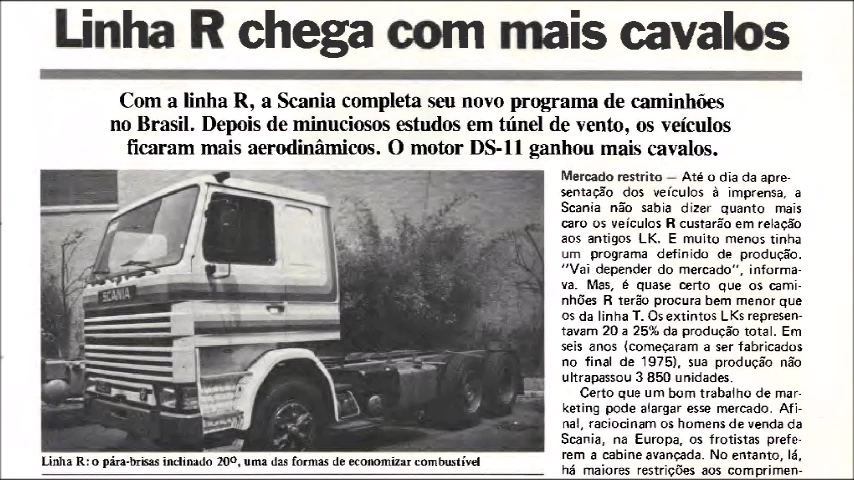 Linha R chega com mais cavalos
Com a linha R, a Scania completa seu novo programa de caminhões
no Brasil. Depois de minuciosos estudos em túnel de vento, os veículos
ficaram mais aerodinâmicos. O motor DS-11 ganhou mais cavalos.
SCANIA
Linha R: o pára-brisas inclinado 20º, uma das formas de economizar combustível
Mercado restrito — Até o dia da apre-
sentação dos veículos à imprensa, a
Scania não sabia dizer quanto mais
caro os veículos R custarão em relação
aos antigos LK. E muito menos tinha
um programa definido de produção.
"Vai depender do mercado", informa-
va. Mas, é quase certo que os cami-
nhões R terão procura bem menor que
os da linha T. Os extintos LKs represen-
tavam 20 a 25% da produção total. Em
seis anos (começaram a ser fabricados
no final de 1975), sua produção não
ultrapassou 3 850 unidades.
Certo que um bom trabalho de mar-
keting pode alargar esse mercado. Afi-
nal, raciocinam os homens de venda da
Scania, na Europa, os frotistas prefe-
rem a cabine avançada. No entanto, lá,
há maiores restrições aos comprimen-